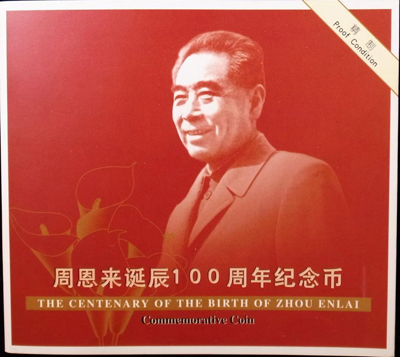 精制
Proof Condition
周恩来诞辰100周年纪念币
THE CENTENARY OF THE BIRTH OF ZHOU ENLAI
Commemorative Coin